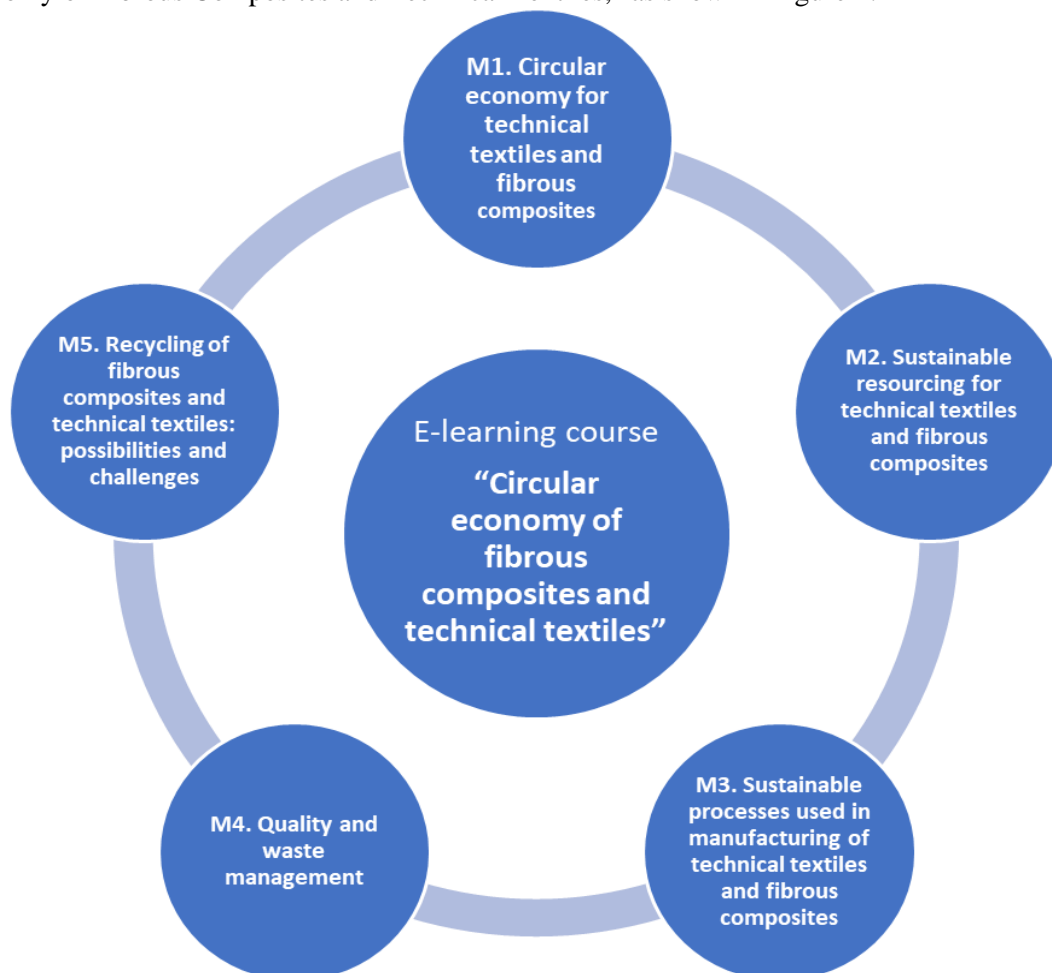 M1. Circular
economy for
technical
textiles and
fibrous
composites
M2. Sustainable
resourcing for
technical textiles
and fibrous
composites
M3. Sustainable
processes used in
manufacturing of
technical textiles
and fibrous
composites
M4. Quality and
waste
management
M5. Recycling of
fibrous
composites and
technical textiles:
possibilities and
challenges
E-learning course
“Circular
economy of
fibrous
composites and
technical textiles”